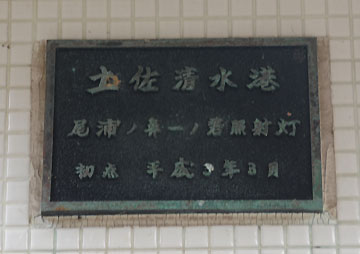 土佐清水港
尾浦ノ鼻一ノ碆照射灯
初点 平成3年3月